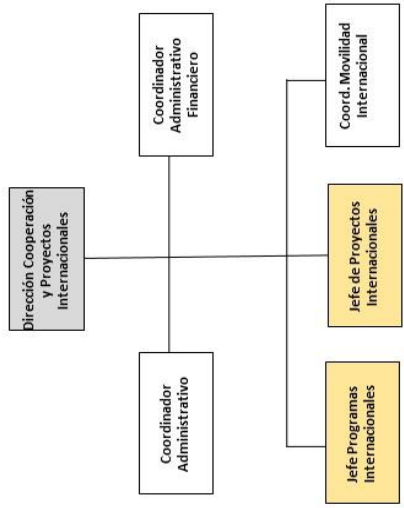 Dirección Cooperación
y Proyectos
Internacionales
Coordinador
Administrativo
Coordinador
Administrativo
Financiero
Jefe Programas
Internacionales
Jefe de Proyectos
Internacionales
Coord. Movilidad
Internacional